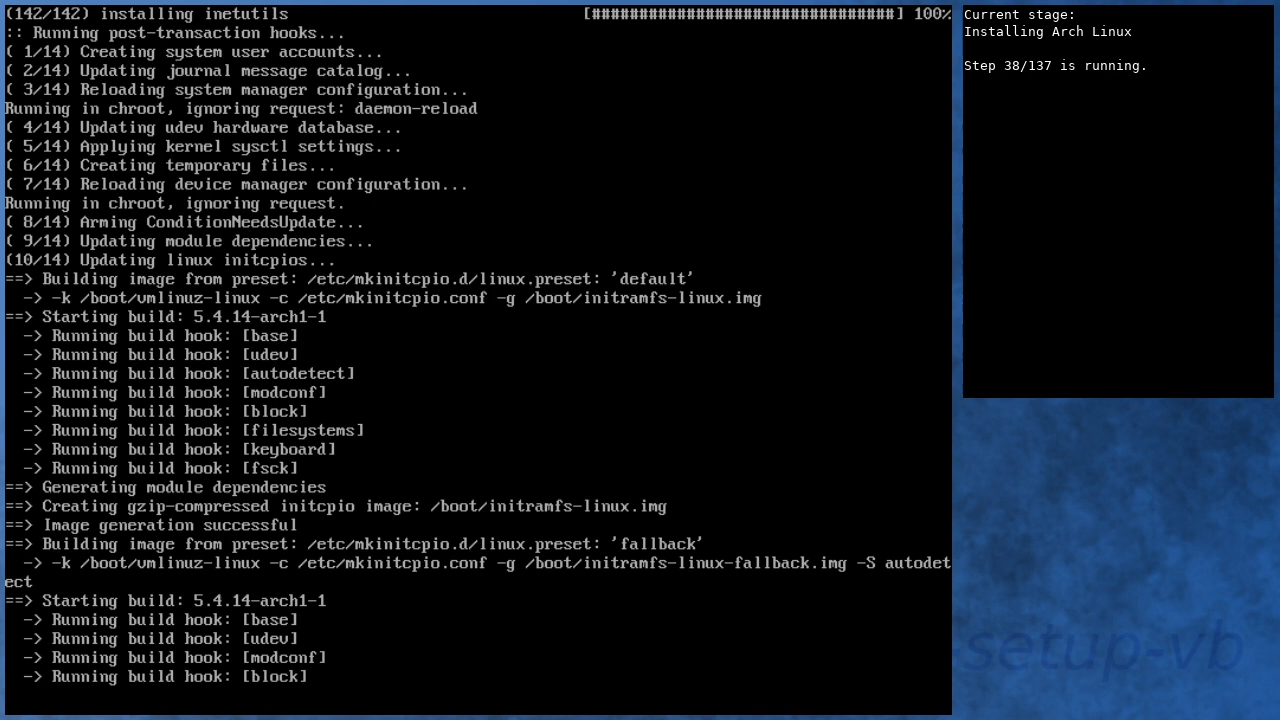 (142/142) installing inetutils [################################] 100%
:: Running post-transaction hooks...
( 1/14) Creating system user accounts...
( 2/14) Updating journal message catalog...
( 3/14) Reloading system manager configuration...
Running in chroot, ignoring request: daemon-reload
( 4/14) Updating udev hardware database...
( 5/14) Applying kernel sysctl settings...
( 6/14) Creating temporary files...
( 7/14) Reloading device manager configuration...
Running in chroot, ignoring request.
( 8/14) Arming ConditionNeedsUpdate...
( 9/14) Updating module dependencies...
(10/14) Updating linux initcpios...
==> Building image from preset: /etc/mkinitcpio.d/linux.preset: 'default'
  -> -k /boot/vmlinuz-linux -c /etc/mkinitcpio.conf -g /boot/initramfs-linux.img
==> Starting build: 5.4.14-arch1-1
  -> Running build hook: [base]
  -> Running build hook: [udev]
  -> Running build hook: [autodetect]
  -> Running build hook: [modconf]
  -> Running build hook: [block]
  -> Running build hook: [filesystems]
  -> Running build hook: [keyboard]
  -> Running build hook: [fsck]
==> Generating module dependencies
==> Creating gzip-compressed initcpio image: /boot/initramfs-linux.img
==> Image generation successful
==> Building image from preset: /etc/mkinitcpio.d/linux.preset: 'fallback'
  -> -k /boot/vmlinuz-linux -c /etc/mkinitcpio.conf -g /boot/initramfs-linux-fallback.img -S autodet
ect
==> Starting build: 5.4.14-arch1-1
  -> Running build hook: [base]
  -> Running build hook: [udev]
  -> Running build hook: [modconf]
  -> Running build hook: [block]
Current stage:
Installing Arch Linux
Step 38/137 is running.
setup-vb